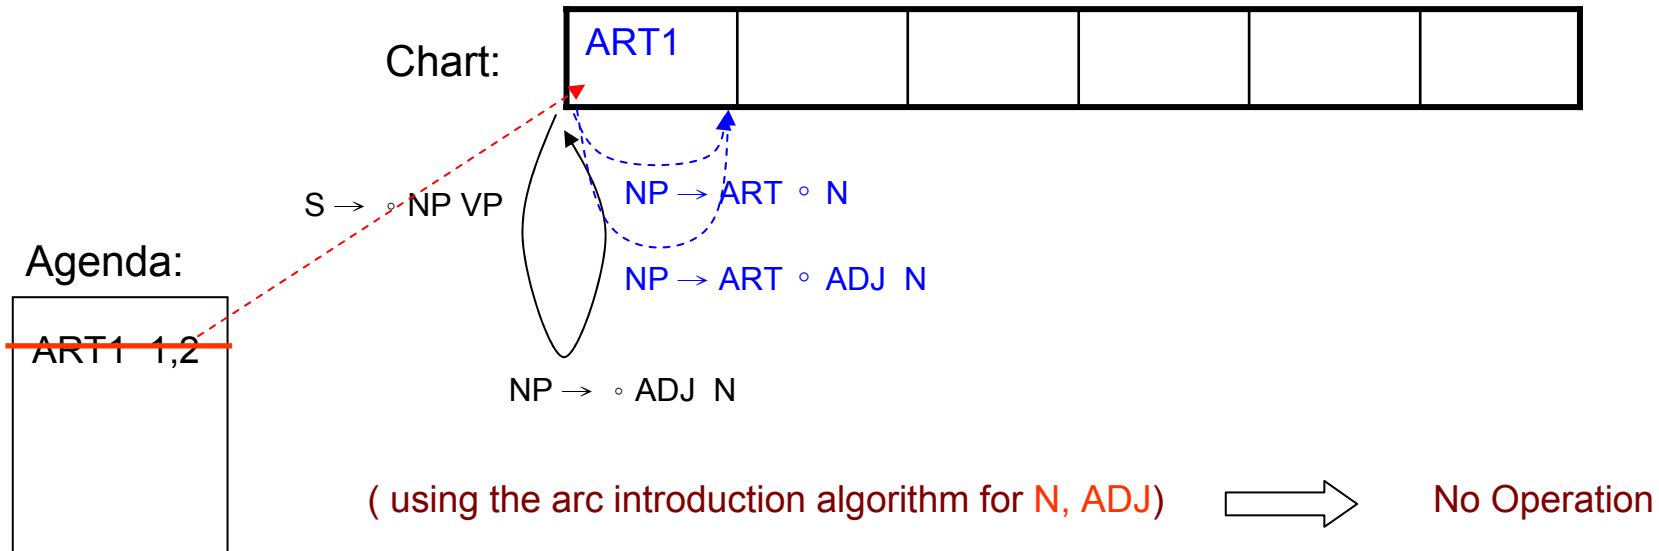 Chart:
ART1
S → ◦ NP VP
NP → ART ◦ N
Agenda:
NP → ART ◦ ADJ N
ART1 1,2
NP → ◦ ADJ N
( using the arc introduction algorithm for N, ADJ)
No Operation